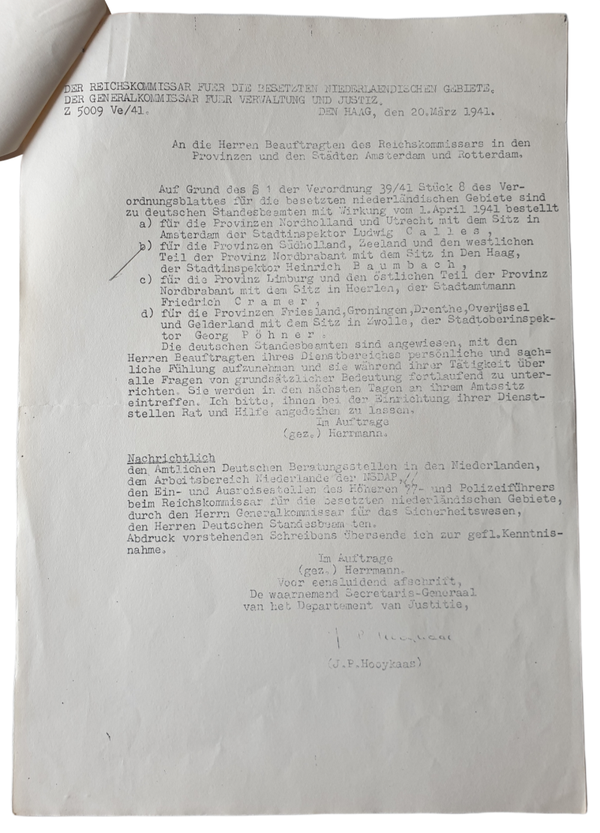 DER REICHSKOMMISSAR FUER DIE BESETZTEN NIEDERLAENDISCHEN GEBIETE.
DER GENERALKOMMISSAR FUER VERWALTUNG UND JUSTIZ.
Z 5009 Ve/41. DEN HAAG, den 20.März 1941.
An die Herren Beauftragten des Reichskommissars in den
Provinzen und den Städten Amsterdam und Rotterdam.
Auf Grund des § 1 der Verordnung 39/41 Stück 8 des Ver-
ordnungsblattes für die besetzten niederländischen Gebiete sind
zu deutschen Standesbeamten mit Wirkung vom 1.April 1941 bestellt
a) für die Provinzen Nordholland und Utrecht mit dem Sitz in
Amsterdam der Stadtinspektor Ludwig C a l l e s ,
b) für die Provinzen Südholland, Zeeland und den westlichen
Teil der Provinz Nordbrabant mit dem Sitz in Den Haag,
der Stadtinspektor Heinrich B a u m b a c h ,
c) für die Provinz Limburg und den östlichen Teil der Provinz
Nordbrabant mit dem Sitz in Heerlen, der Stadtamtmann
Friedrich C r a m e r ,
d) für die Provinzen Friesland,Groningen,Drenthe,Overijssel
und Gelderland mit dem Sitz in Zwolle, der Stadtoberinspek-
tor Georg P ö h n e r .
Die deutschen Standesbeamten sind angewiesen, mit den
Herren Beauftragten ihres Dienstbereiches persönliche und sach-
liche Fühlung aufzunehmen und sie während ihrer Tätigkeit über
alle Fragen von grundsätzlicher Bedeutung fortlaufend zu unter-
richten. Sie werden in den nächsten Tagen an ihrem Amtssitz
eintreffen. Ich bitte, ihnen bei der Einrichtung ihrer Dienst-
stellen Rat und Hilfe angedeihen zu lassen.
Im Auftrage
(gez.) Herrmann.
Nachrichtlich
den Amtlichen Deutschen Beratungsstellen in den Niederlanden,
dem Arbeitsbereich Niederlande der NSDAP,
den Ein- und Ausreisestellen des Höheren SS- und Polizeiführers
beim Reichskommissar für die besetzten niederländischen Gebiete,
durch den Herrn Generalkommissar für das Sicherheitswesen,
den Herren Deutschen Standesbeamten.
Abdruck vorstehenden Schreibens übersende ich zur gefl.Kenntnis-
nahme.
Im Auftrage
(gez.) Herrmann.
Voor eensluidend afschrift,
De waarnemend Secretaris-Generaal
van het Departement van Justitie,
(J.P.Hooykaas)